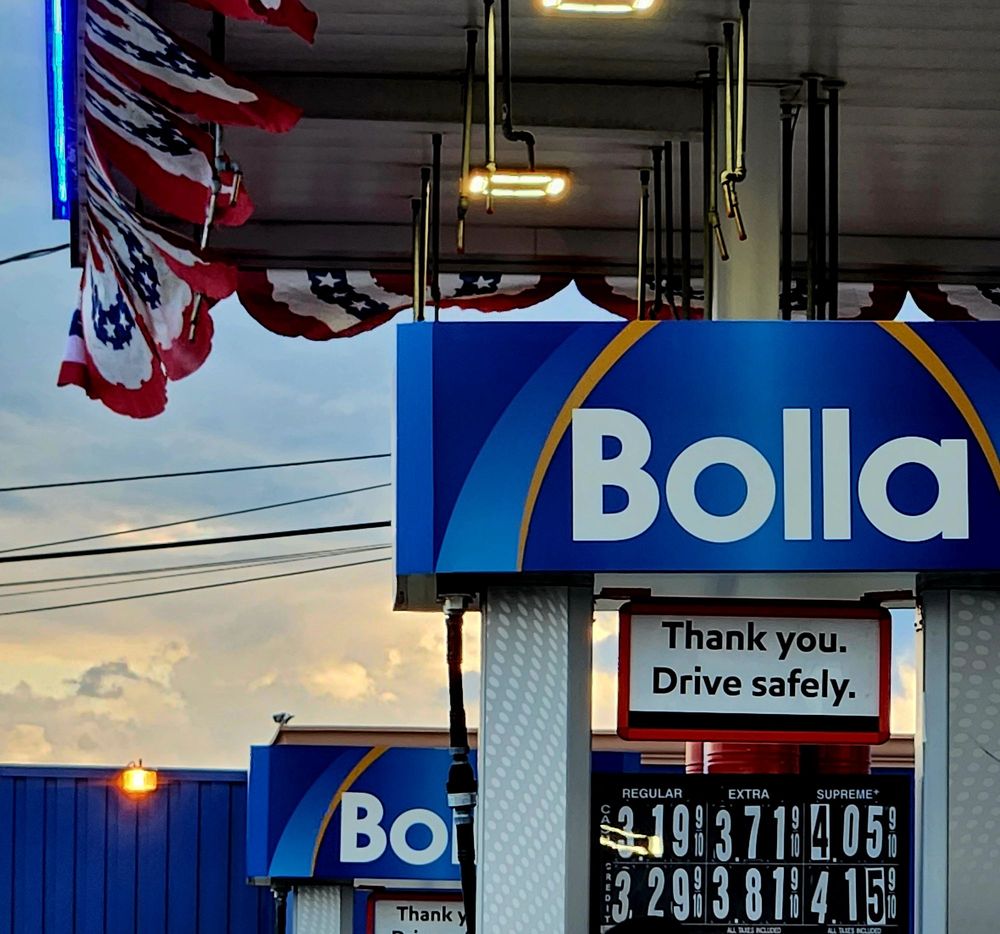 Bolla
Thank you.
Drive safely.
REGULAR EXTRA SUPREME+
CASH 3.19 9/10 3.71 9/10 4.05 9/10
CREDIT 3.29 9/10 3.81 9/10 4.15 9/10
ALL TAXES INCLUDED ALL TAXES INCLUDED
Bol
Thank y